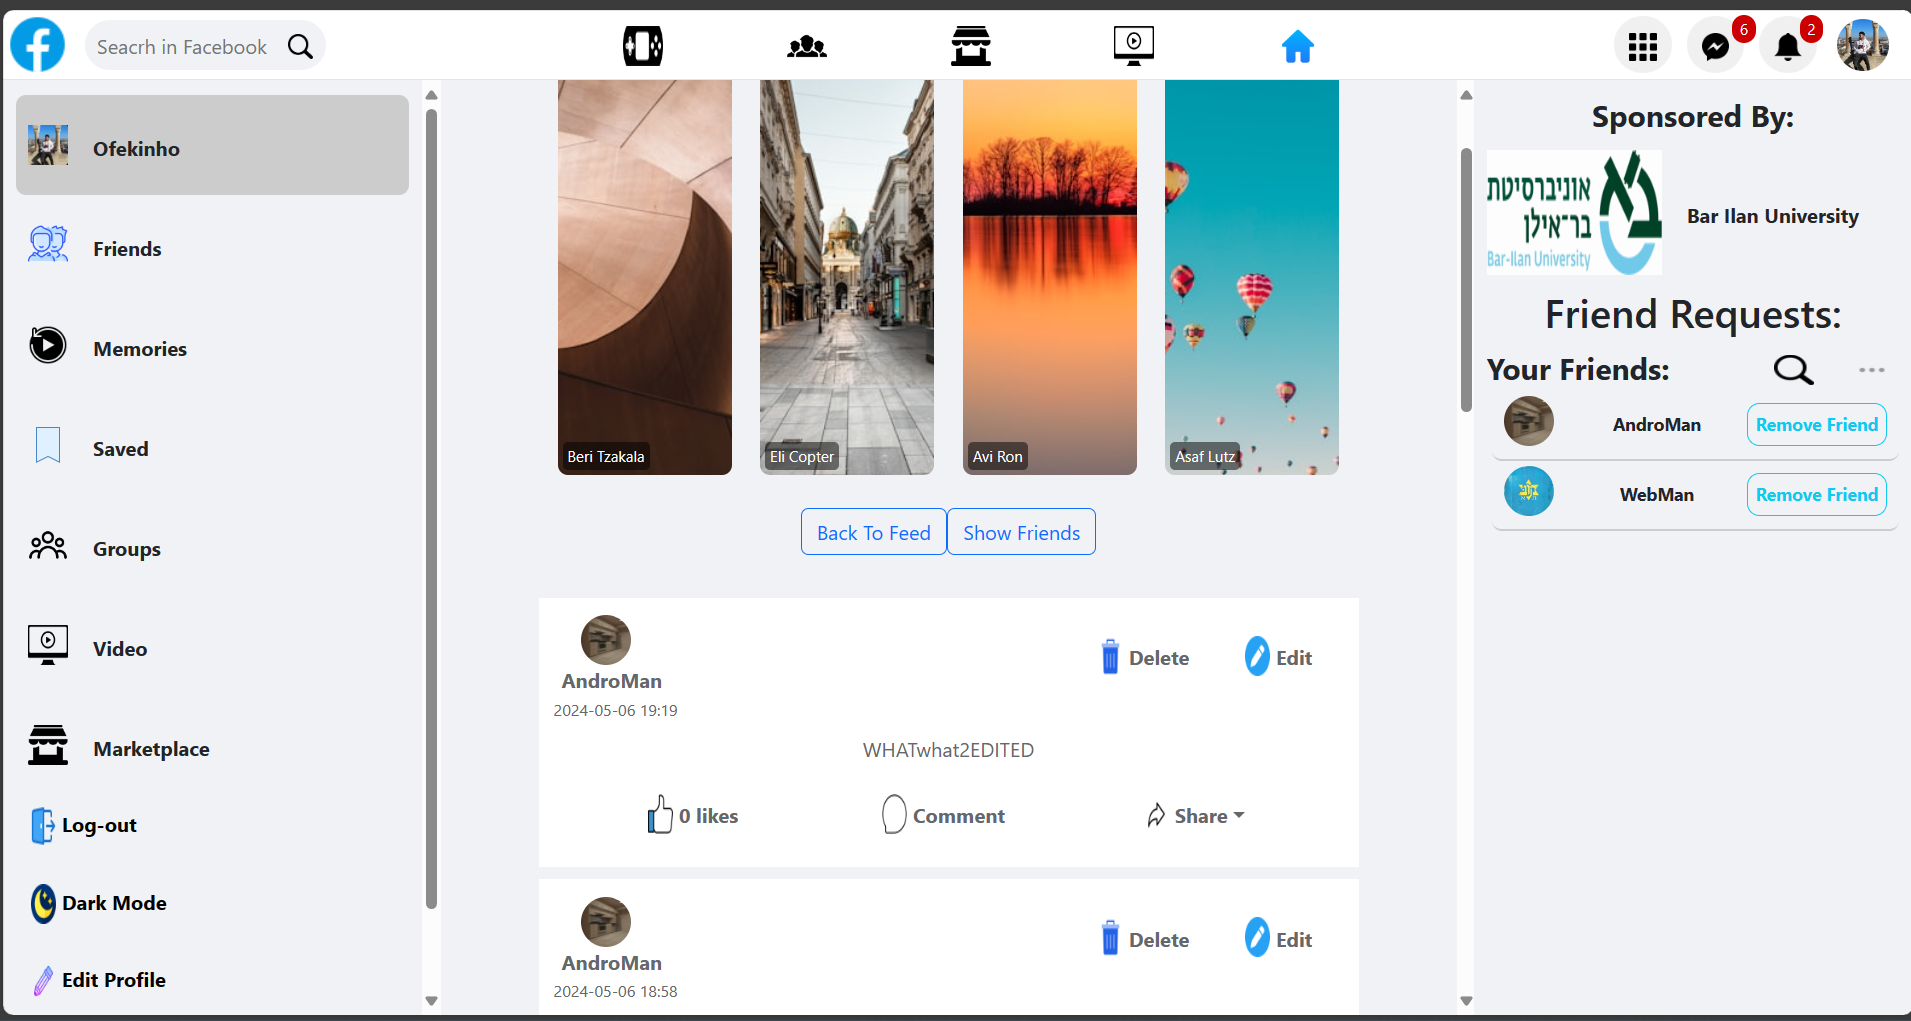 Seacrh in Facebook
6
2
Ofekinho
Friends
Memories
Saved
Groups
Video
Marketplace
Log-out
Dark Mode
Edit Profile
Beri Tzakala
Eli Copter
Avi Ron
Asaf Lutz
Back To Feed
Show Friends
AndroMan
2024-05-06 19:19
Delete
Edit
WHATwhat2EDITED
0 likes
Comment
Share
AndroMan
2024-05-06 18:58
Delete
Edit
Sponsored By:
אוניברסיטת
בר־אילן
Bar-Ilan University
Bar Ilan University
Friend Requests:
Your Friends:
AndroMan
Remove Friend
WebMan
Remove Friend